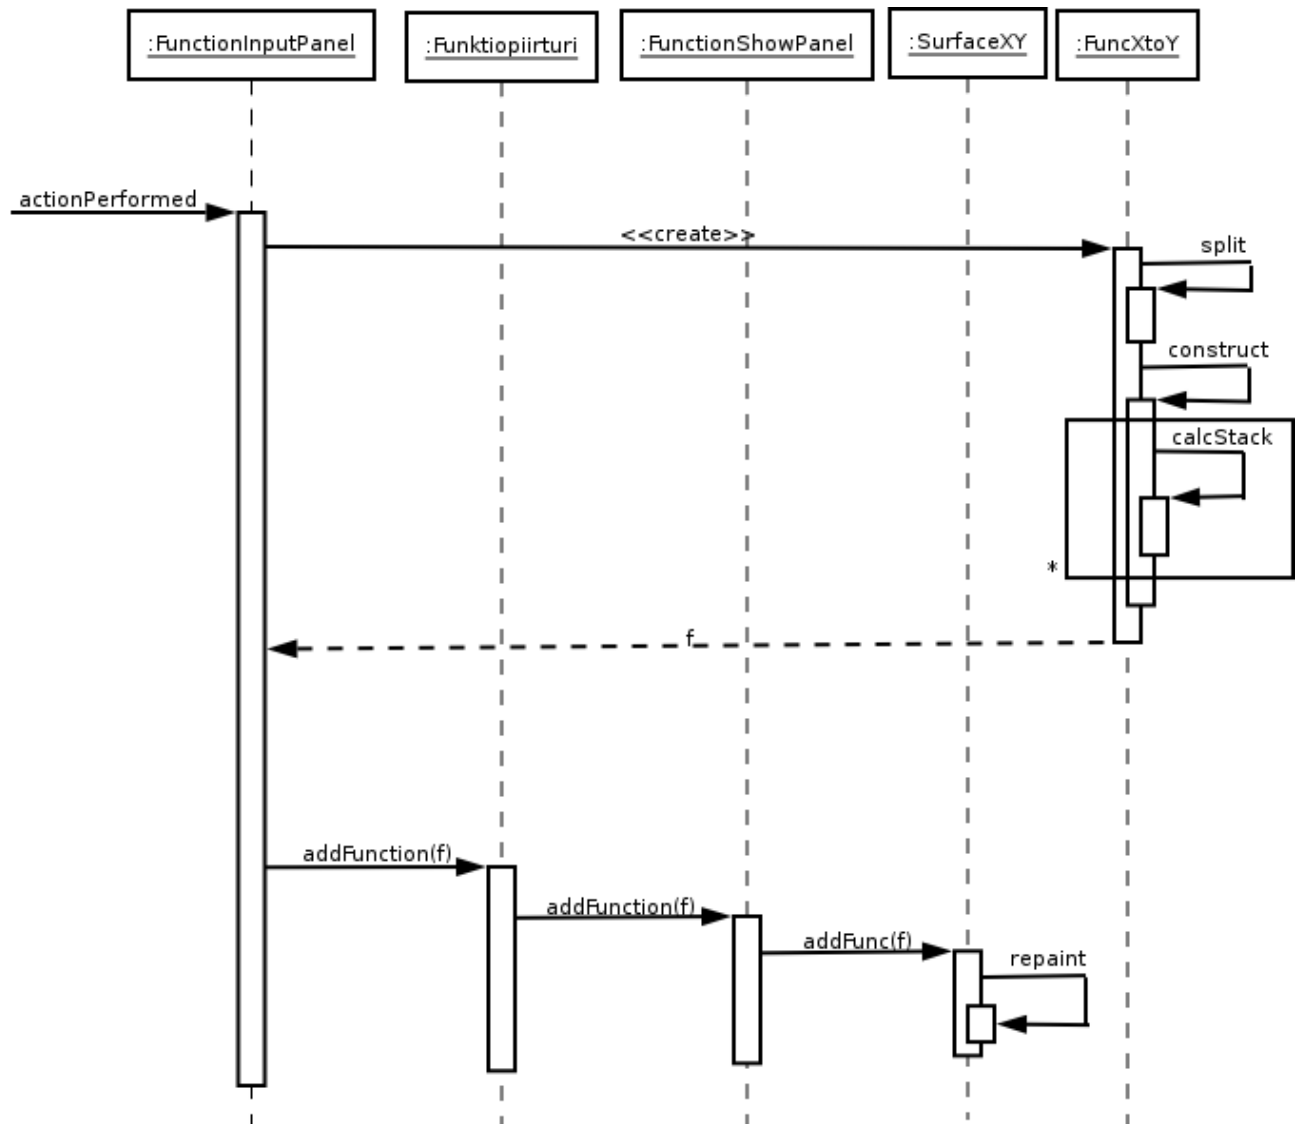 :FunctionInputPanel
:Funktiopiirturi
:FunctionShowPanel
:SurfaceXY
:FuncXtoY
actionPerformed
<<create>>
split
construct
calcStack
*
f
addFunction(f)
addFunction(f)
addFunc(f)
repaint